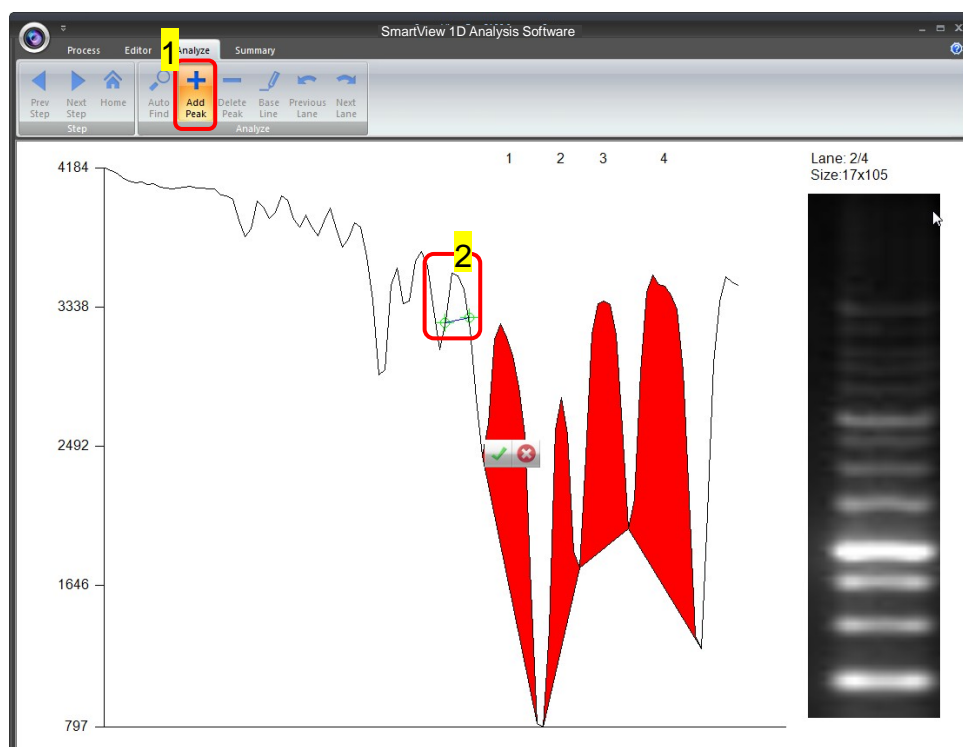 SmartView 1D Analysis Software
1
Process Editor Analyze Summary
Prev Step
Next Step
Home
Auto Find
Add Peak
Delete Peak
Base Line
Previous Lane
Next Lane
Step Analyze
1 2 3 4
Lane: 2/4
Size:17x105
4184
2
3338
2492
1646
797